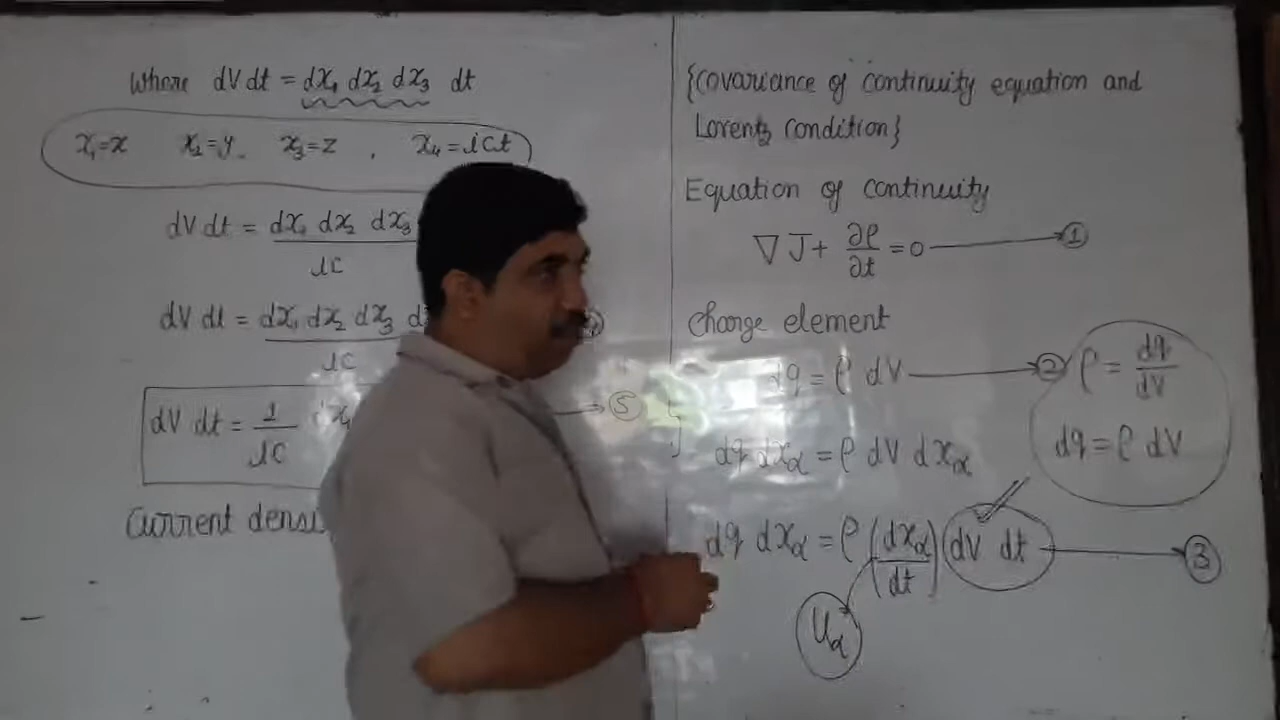 Where dV dt = dx₁ dx₂ dx₃ dt
x₁=x x₂=y x₃=z , x₄=ict
dV dt = dx₁ dx₂ dx₃
ic
dV dt = dx₁ dx₂ dx₃
ic
dV dt = 1/ic
5
Current
{Covariance of continuity equation and
Lorentz condition}
Equation of continuity
∇J + ∂ρ/∂t = 0 → 1
Charge element
dq = ρ dV → 2
ρ = dq/dV
dq = ρ dV
dq dxα = ρ dV dxα
dq dxα = ρ (dxα/dt) dV dt → 3
Uα